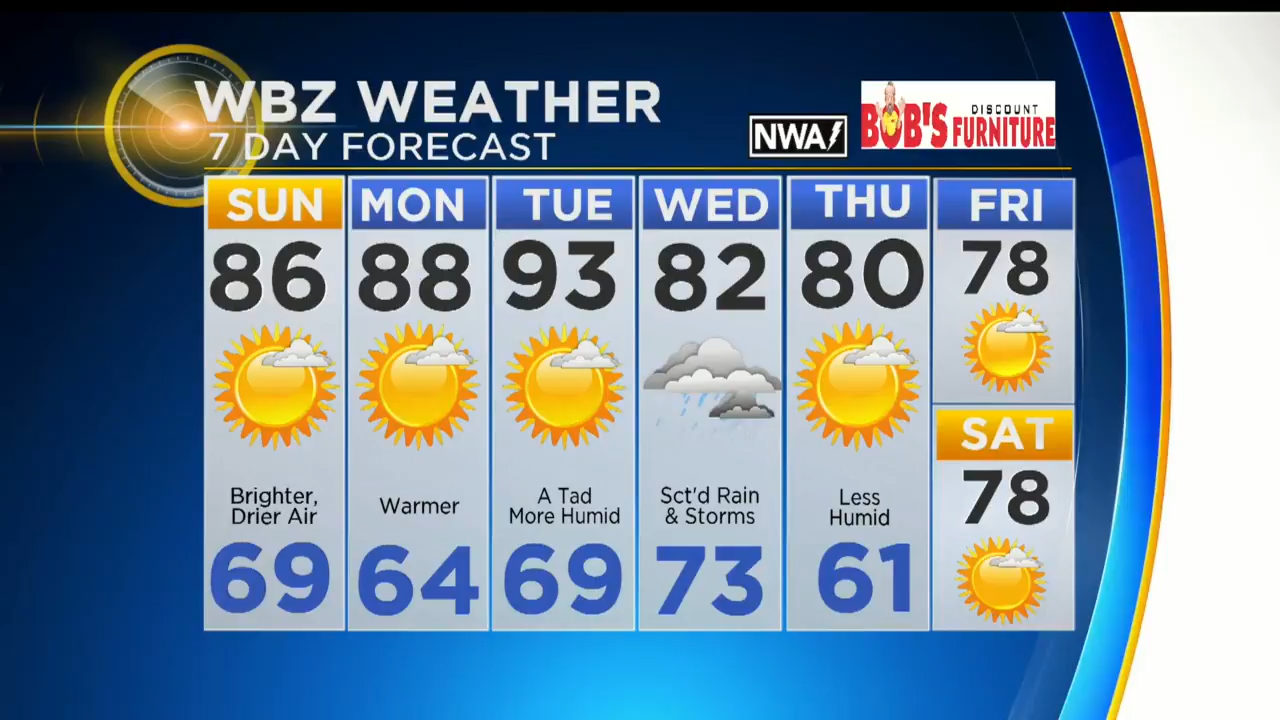 WBZ WEATHER
7 DAY FORECAST
NWA
BOB'S DISCOUNT FURNITURE
SUN
86
Brighter,
Drier Air
69
MON
88
Warmer
64
TUE
93
A Tad
More Humid
69
WED
82
Sct'd Rain
& Storms
73
THU
80
Less
Humid
61
FRI
78
SAT
78